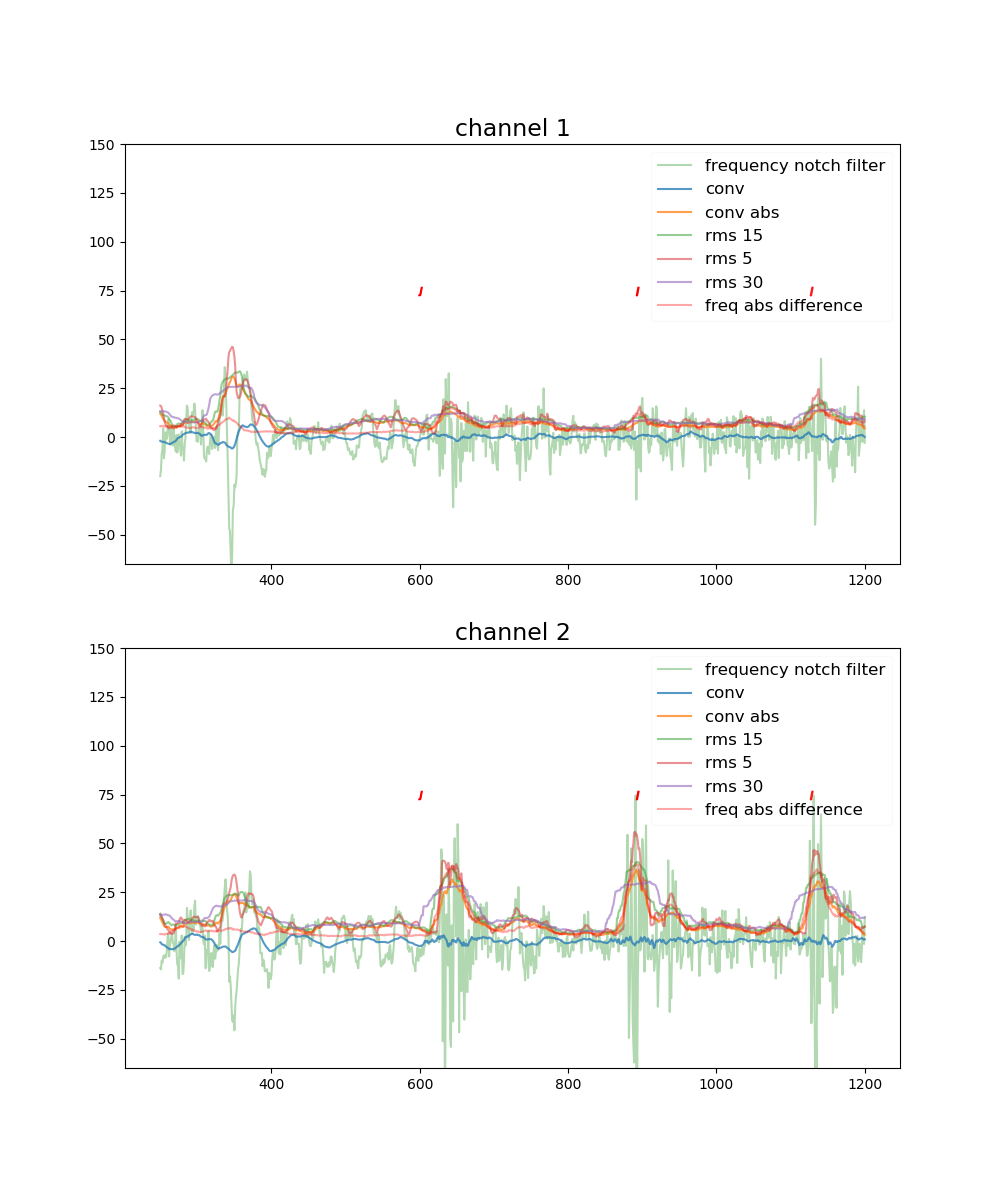 channel 1
150
125
100
75
50
25
0
−25
−50
frequency notch filter
conv
conv abs
rms 15
rms 5
rms 30
freq abs difference
400 600 800 1000 1200
channel 2
150
125
100
75
50
25
0
−25
−50
frequency notch filter
conv
conv abs
rms 15
rms 5
rms 30
freq abs difference
400 600 800 1000 1200